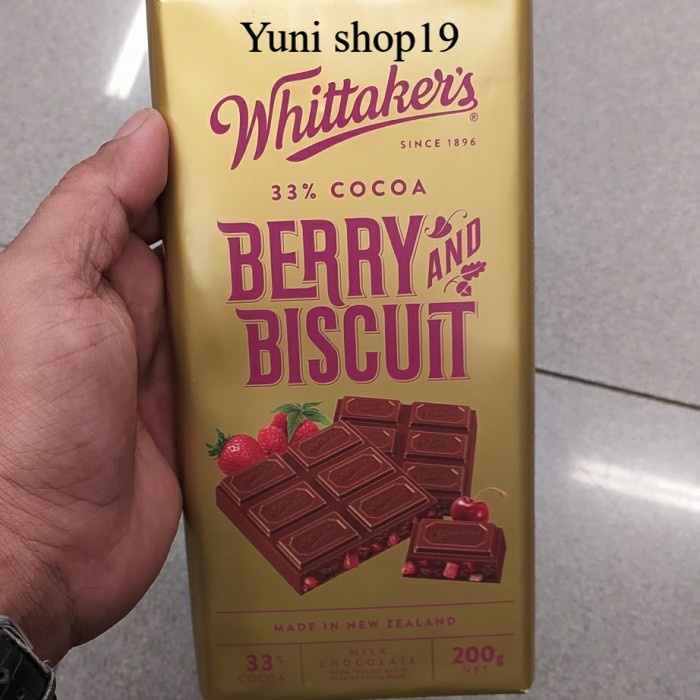 Yuni shop19
Whittaker's®
SINCE 1896
33% COCOA
BERRY AND
BISCUIT
MADE IN NEW ZEALAND
33%
COCOA
MILK
CHOCOLATE
200g
NET